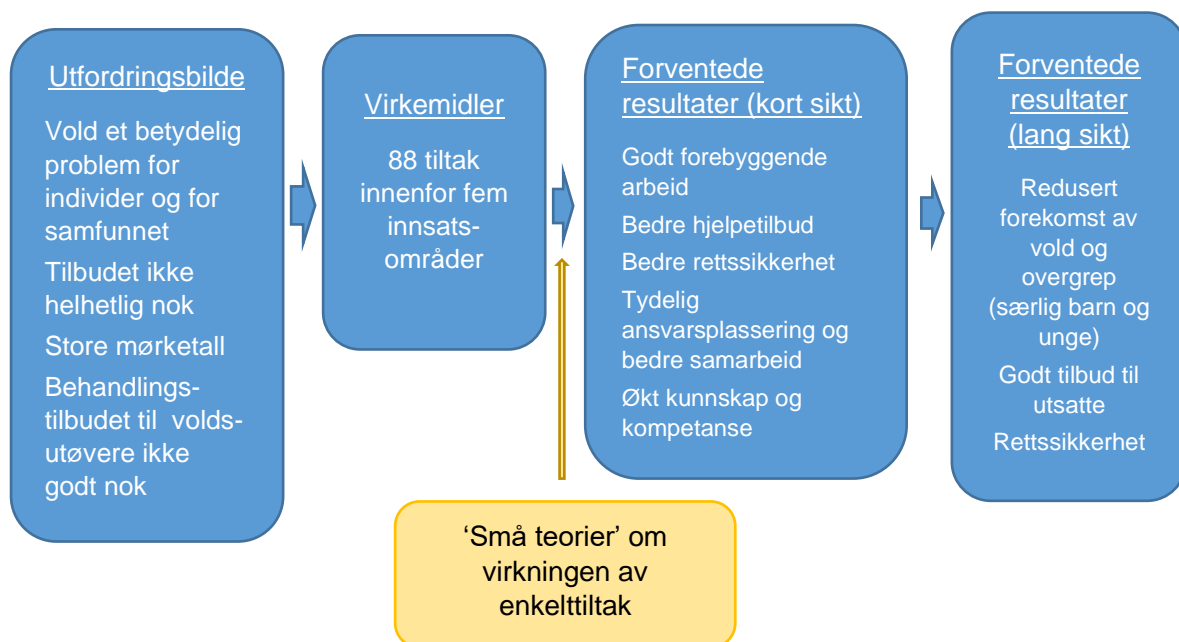 Utfordringsbilde
Vold et betydelig
problem for
individer og for
samfunnet
Tilbudet ikke
helhetlig nok
Store mørketall
Behandlings-
tilbudet til volds-
utøvere ikke
godt nok
Virkemidler
88 tiltak
innenfor fem
innsats-
områder
Forventede
resultater (kort sikt)
Godt forebyggende
arbeid
Bedre hjelpetilbud
Bedre rettssikkerhet
Tydelig
ansvarsplassering og
bedre samarbeid
Økt kunnskap og
kompetanse
Forventede
resultater
(lang sikt)
Redusert
forekomst av
vold og
overgrep
(særlig barn og
unge)
Godt tilbud til
utsatte
Rettssikkerhet
‘Små teorier’ om
virkningen av
enkelttiltak